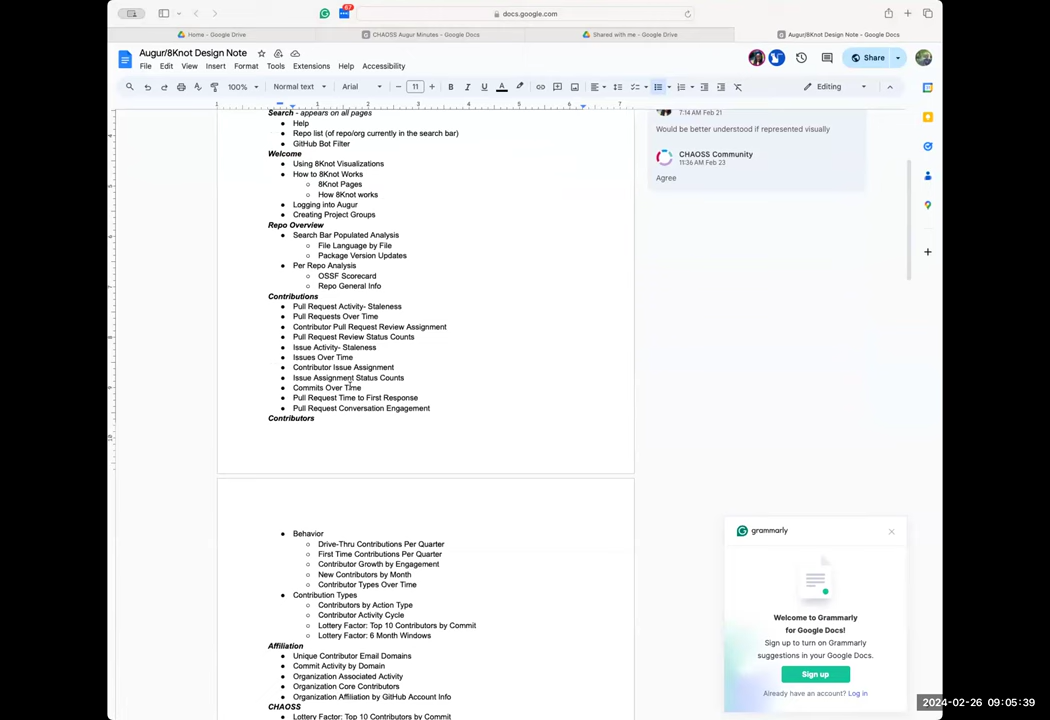 67
docs.google.com
Home - Google Drive
CHAOSS Augur Minutes - Google Docs
Shared with me - Google Drive
Augur/8Knot Design Note - Google Docs
Augur/8Knot Design Note
File Edit View Insert Format Tools Extensions Help Accessibility
Share
100% Normal text Arial 11 Editing
1 1 2 3 4 5 6 7
Search - appears on all pages
Help
Repo list (of repo/org currently in the search bar)
GitHub Bot Filter
Welcome
Using 8Knot Visualizations
How to 8Knot Works
8Knot Pages
How 8Knot works
Logging into Augur
Creating Project Groups
Repo Overview
Search Bar Populated Analysis
File Language by File
Package Version Updates
Per Repo Analysis
OSSF Scorecard
Repo General Info
Contributions
Pull Request Activity- Staleness
Pull Requests Over Time
Contributor Pull Request Review Assignment
Pull Request Review Status Counts
Issue Activity- Staleness
Issues Over Time
Contributor Issue Assignment
Issue Assignment Status Counts
Commits Over Time
Pull Request Time to First Response
Pull Request Conversation Engagement
Contributors
Behavior
Drive-Thru Contributions Per Quarter
First Time Contributions Per Quarter
Contributor Growth by Engagement
New Contributors by Month
Contributor Types Over Time
Contribution Types
Contributors by Action Type
Contributor Activity Cycle
Lottery Factor: Top 10 Contributors by Commit
Lottery Factor: 6 Month Windows
Affiliation
Unique Contributor Email Domains
Commit Activity by Domain
Organization Associated Activity
Organization Core Contributors
Organization Affiliation by GitHub Account Info
CHAOSS
Lottery Factor: Top 10 Contributors by Commit
7:14 AM Feb 21
Would be better understood if represented visually
CHAOSS Community
11:36 AM Feb 23
Agree
grammarly
Welcome to Grammarly
for Google Docs!
Sign up to turn on Grammarly
suggestions in your Google Docs.
Sign up
Already have an account? Log in
2024-02-26 09:05:39